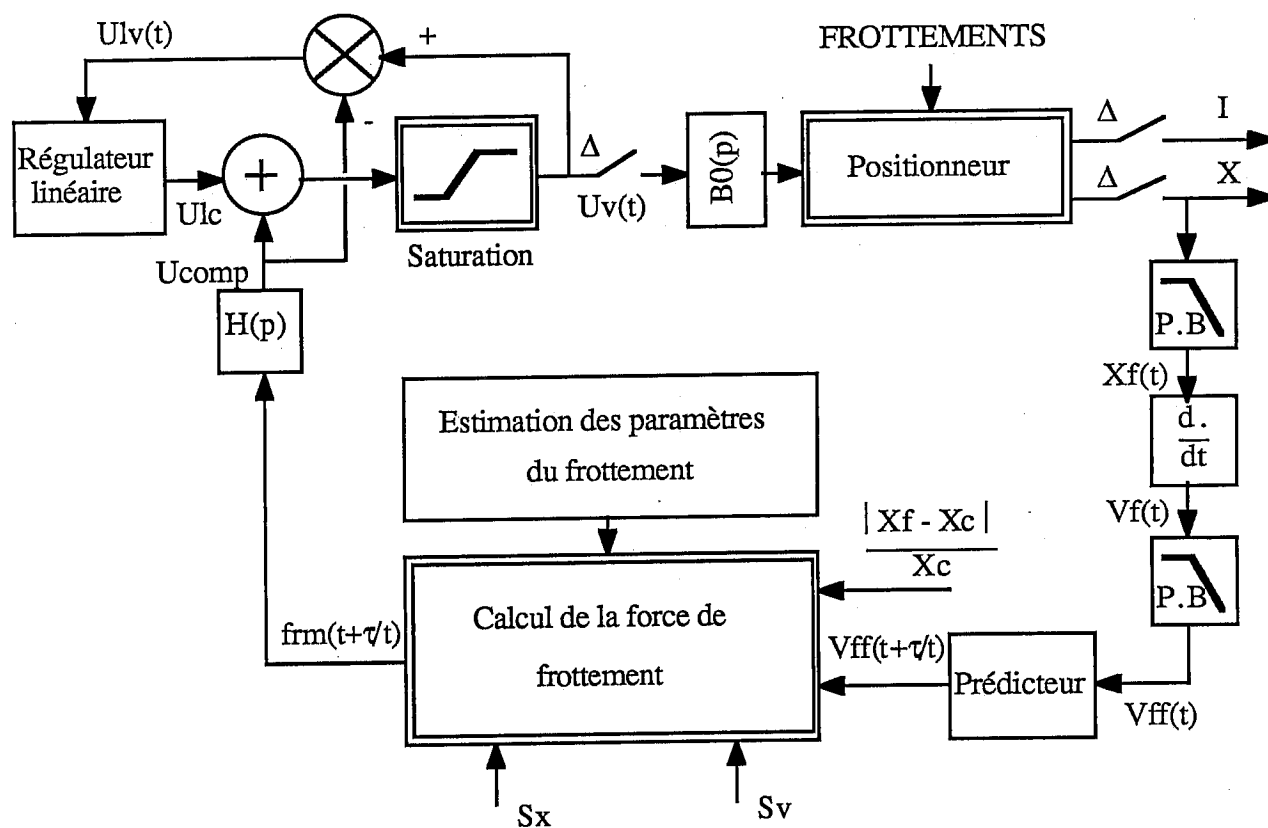 Ulv(t)
+
-
FROTTEMENTS
Régulateur
linéaire
Ulc
+
Saturation
Δ
Uv(t)
B0(p)
Positionneur
Δ
I
Δ
X
Ucomp
H(p)
P.B
Xf(t)
d.
dt
Vf(t)
P.B
Estimation des paramètres
du frottement
| Xf - Xc |
Xc
Calcul de la force de
frottement
frm(t+τ/t)
Vff(t+τ/t)
Prédicteur
Vff(t)
Sx
Sv